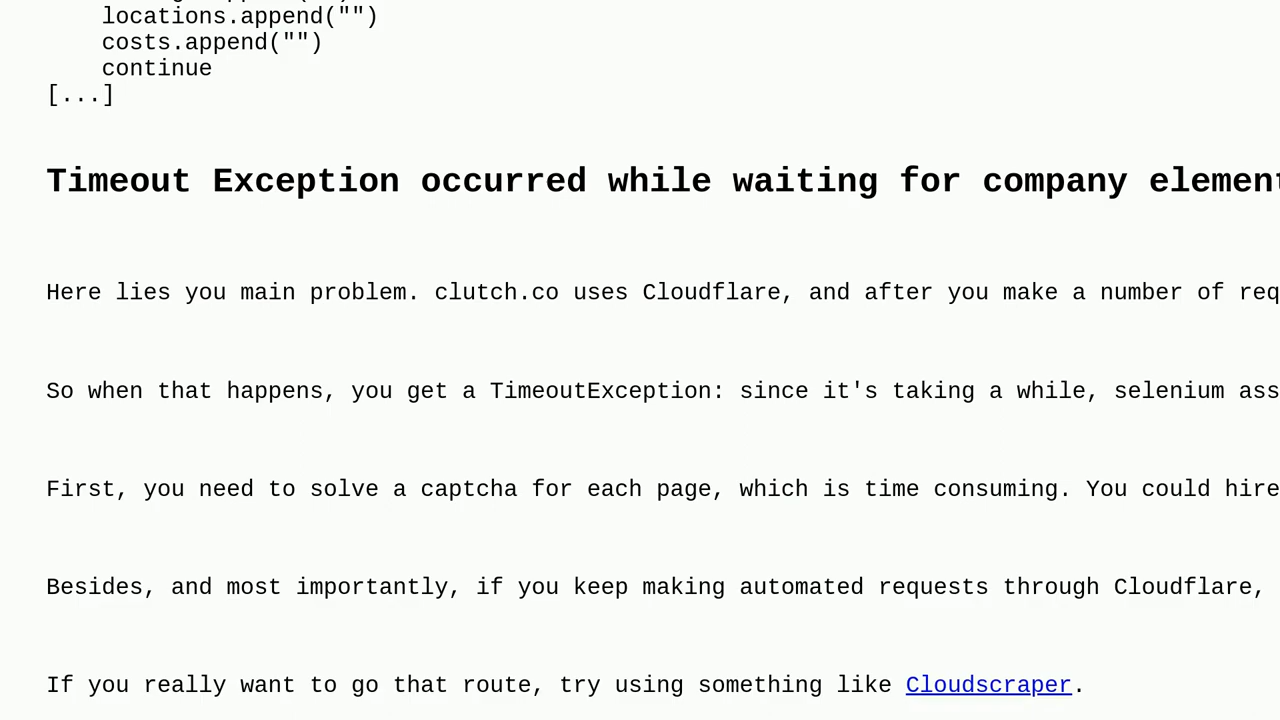 locations.append("")
costs.append("")
continue
[...]
Timeout Exception occurred while waiting for company element
Here lies you main problem. clutch.co uses Cloudflare, and after you make a number of req
So when that happens, you get a TimeoutException: since it's taking a while, selenium ass
First, you need to solve a captcha for each page, which is time consuming. You could hire
Besides, and most importantly, if you keep making automated requests through Cloudflare,
If you really want to go that route, try using something like Cloudscraper.